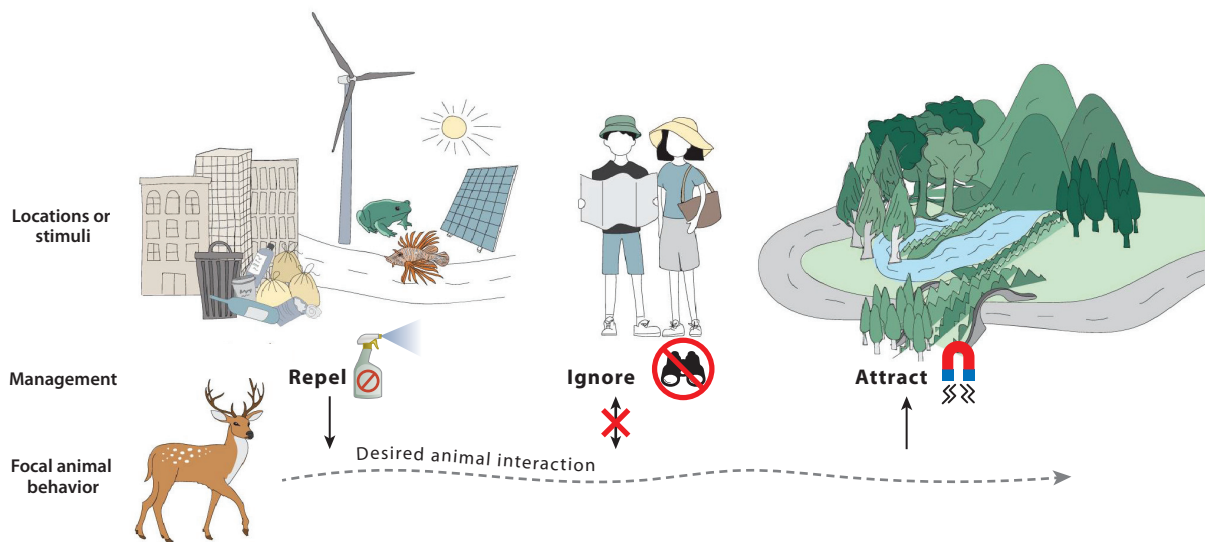 Locations or
stimuli
Management
Repel
Ignore
Attract
Focal animal
behavior
Desired animal interaction